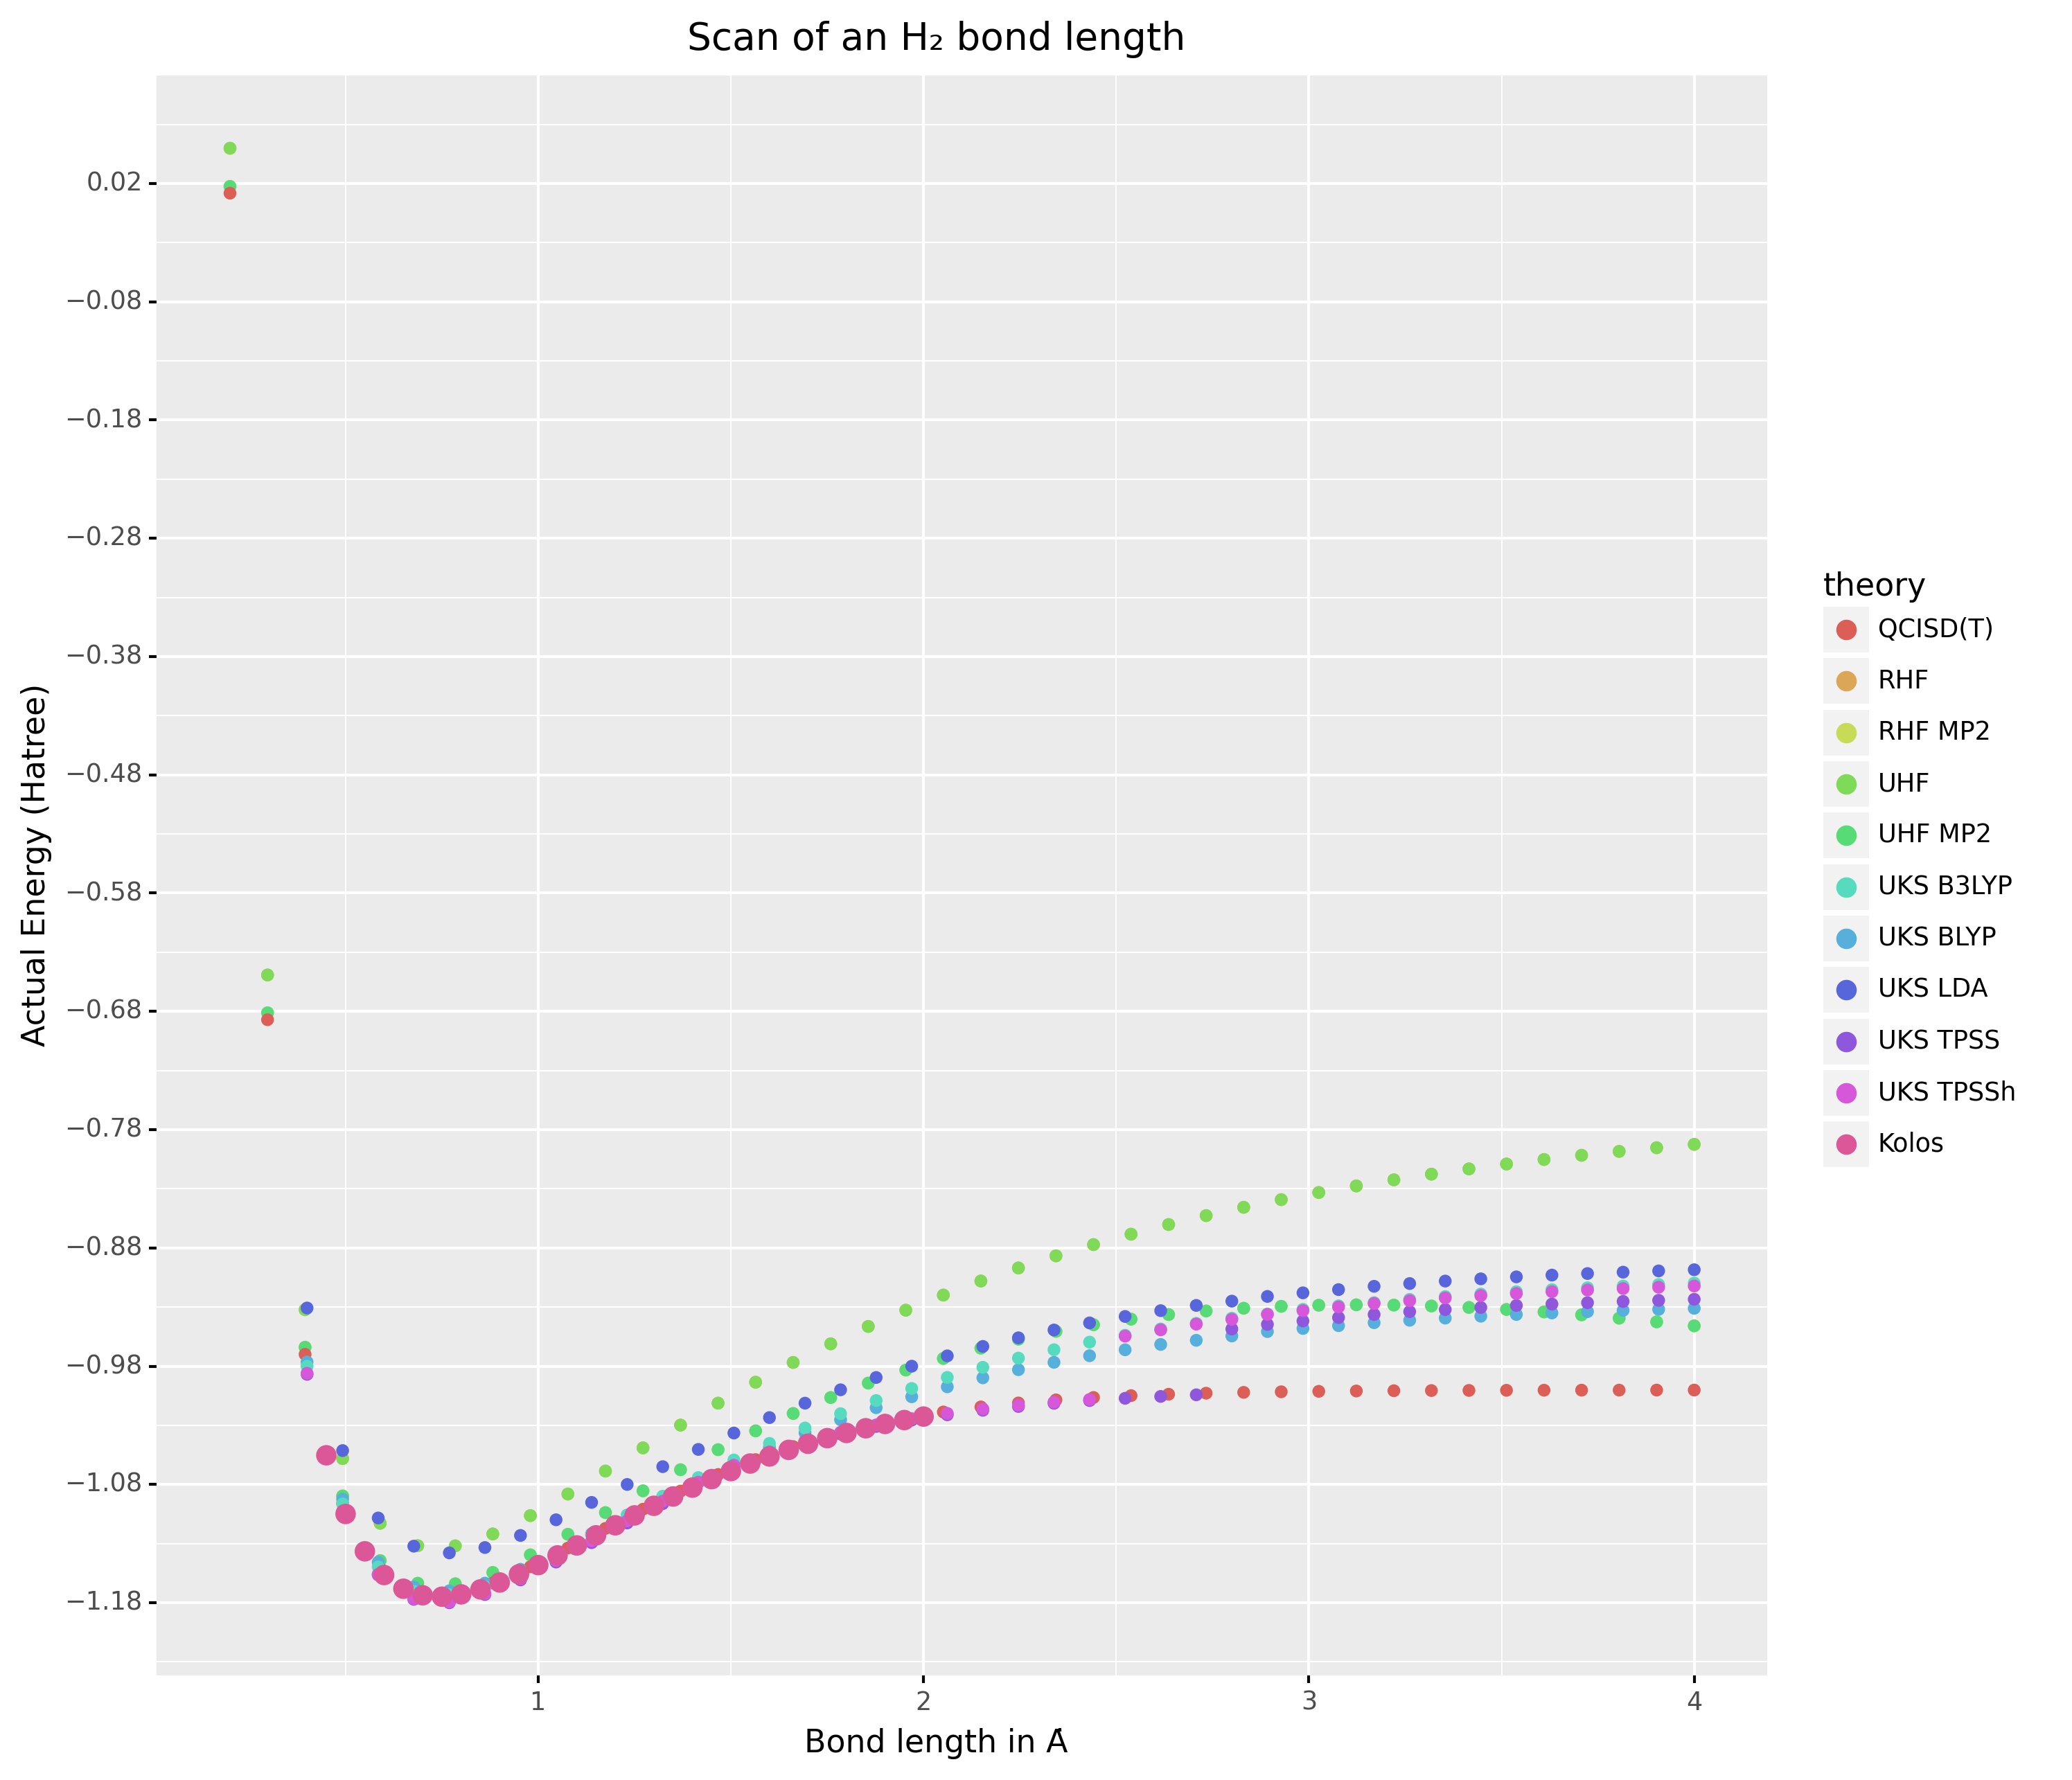 Scan of an H₂ bond length
Actual Energy (Hatree)
0.02
−0.08
−0.18
−0.28
−0.38
−0.48
−0.58
−0.68
−0.78
−0.88
−0.98
−1.08
−1.18
1
2
3
4
Bond length in Å
theory
QCISD(T)
RHF
RHF MP2
UHF
UHF MP2
UKS B3LYP
UKS BLYP
UKS LDA
UKS TPSS
UKS TPSSh
Kolos